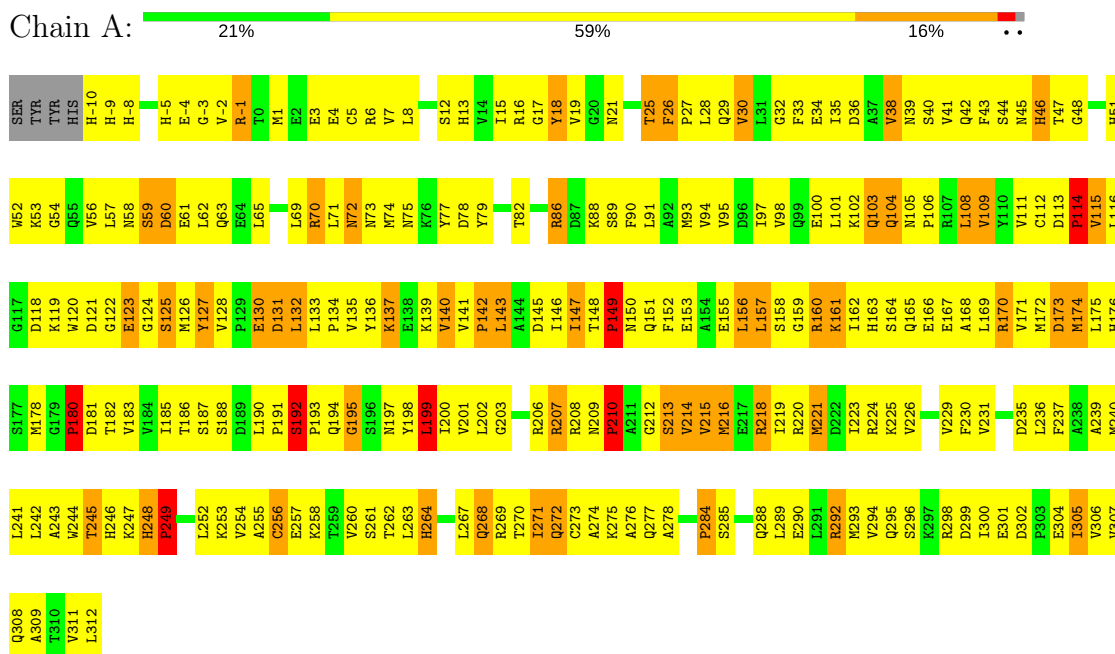 Chain A:
21% 59% 16% • •
SER TYR TYR HIS H-10 H-9 H-8 H-5 E-4 G-3 V-2 R-1 T0 M1 E2 E3 E4 C5 R6 V7 L8 S12 H13 V14 I15 R16 G17 Y18 V19 G20 N21 T25 F26 P27 L28 Q29 V30 L31 G32 F33 E34 I35 D36 A37 V38 N39 S40 V41 Q42 F43 S44 N45 H46 T47 G48 H51
W52 K53 G54 Q55 V56 L57 N58 S59 D60 E61 L62 Q63 E64 L65 L69 R70 L71 N72 N73 M74 N75 K76 Y77 D78 Y79 T82 R86 D87 K88 S89 F90 L91 A92 M93 V94 V95 D96 I97 V98 Q99 E100 L101 K102 Q103 Q104 N105 P106 R107 L108 V109 Y110 V111 C112 D113 P114 V115 L116
G117 D118 K119 W120 D121 G122 E123 G124 S125 M126 Y127 V128 P129 E130 D131 L132 L133 P134 V135 Y136 K137 E138 K139 V140 V141 P142 L143 A144 D145 I146 I147 T148 P149 N150 Q151 F152 E153 A154 E155 L156 L157 S158 G159 R160 K161 I162 H163 S164 Q165 E166 E167 A168 L169 R170 V171 M172 D173 M174 L175 H176
S177 M178 G179 P180 D181 T182 V183 V184 I185 T186 S187 S188 D189 L190 P191 S192 P193 Q194 G195 S196 N197 Y198 L199 I200 V201 L202 G203 R206 R207 R208 N209 P210 A211 G212 S213 V214 V215 M216 E217 R218 I219 R220 M221 D222 I223 R224 K225 V226 V229 F230 V231 D235 L236 F237 A238 A239 M240
L241 L242 A243 W244 T245 H246 K247 H248 P249 L252 K253 V254 A255 C256 E257 K258 T259 V260 S261 T262 L263 H264 L267 Q268 R269 T270 I271 Q272 C273 A274 K275 A276 Q277 A278 P284 S285 Q288 L289 E290 L291 R292 M293 V294 Q295 S296 K297 R298 D299 I300 E301 D302 P303 E304 I305 V306 V307
Q308 A309 T310 V311 L312